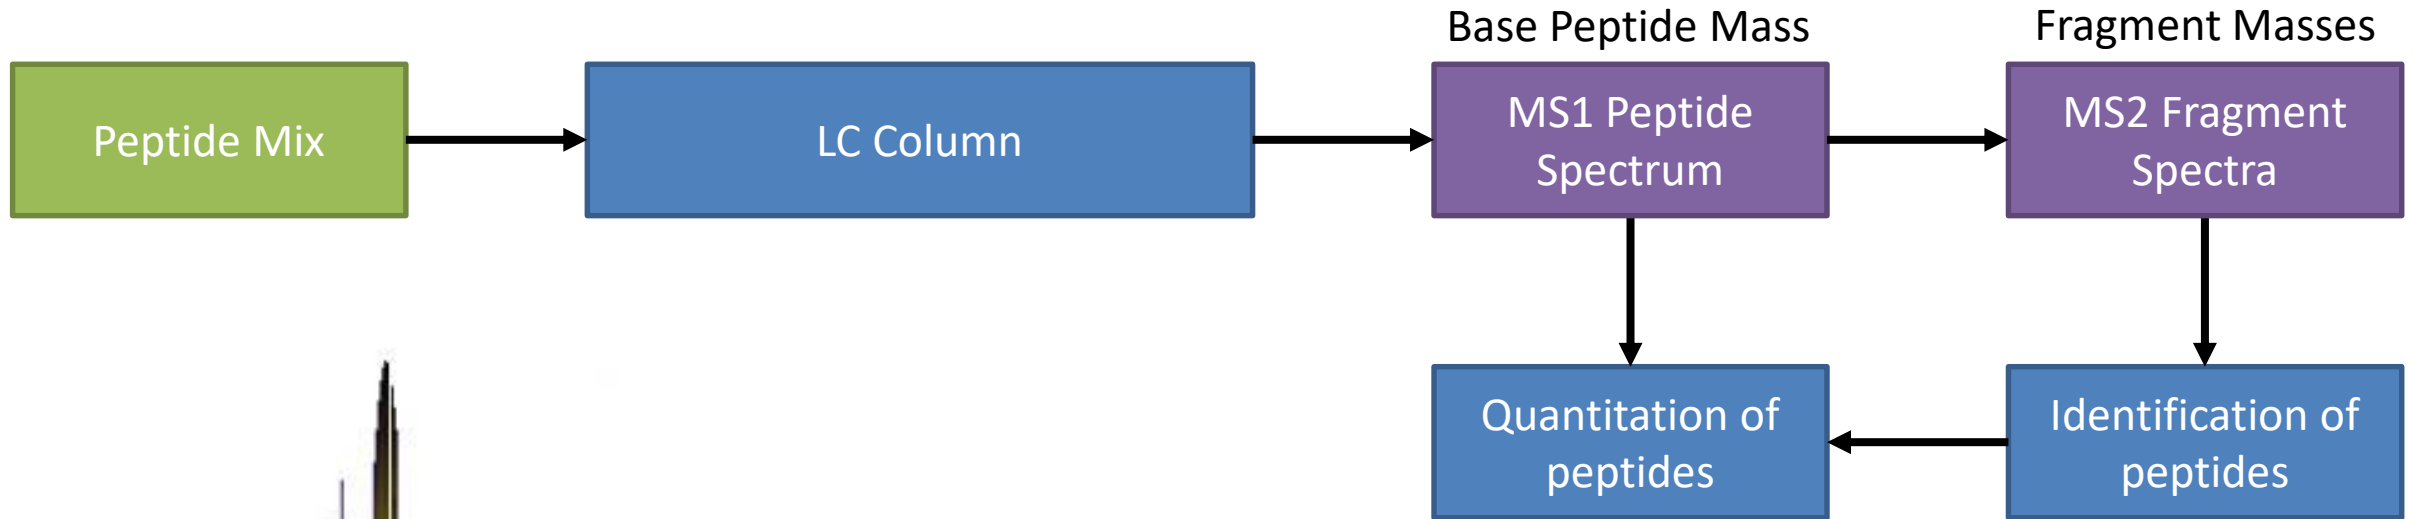 Base Peptide Mass
Fragment Masses
Peptide Mix
LC Column
MS1 Peptide
Spectrum
MS2 Fragment
Spectra
Quantitation of
peptides
Identification of
peptides